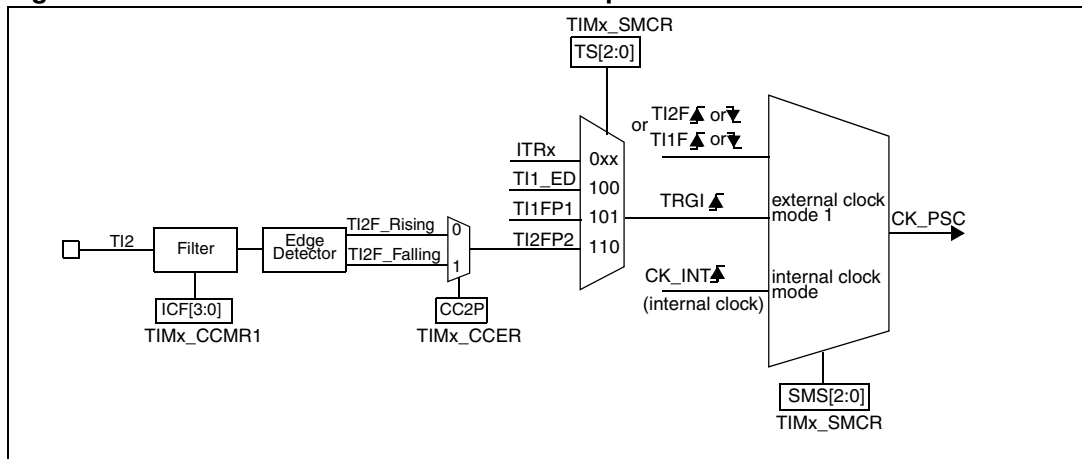 TIMx_SMCR
TS[2:0]
or TI2F or
TI1F or
ITRx
0xx
TI1_ED
100
TI1FP1
101
TI2FP2
110
TRGI
external clock
mode 1
CK_PSC
CK_INT
(internal clock)
internal clock
mode
TI2
Filter
Edge
Detector
TI2F_Rising
TI2F_Falling
0
1
ICF[3:0]
TIMx_CCMR1
CC2P
TIMx_CCER
SMS[2:0]
TIMx_SMCR